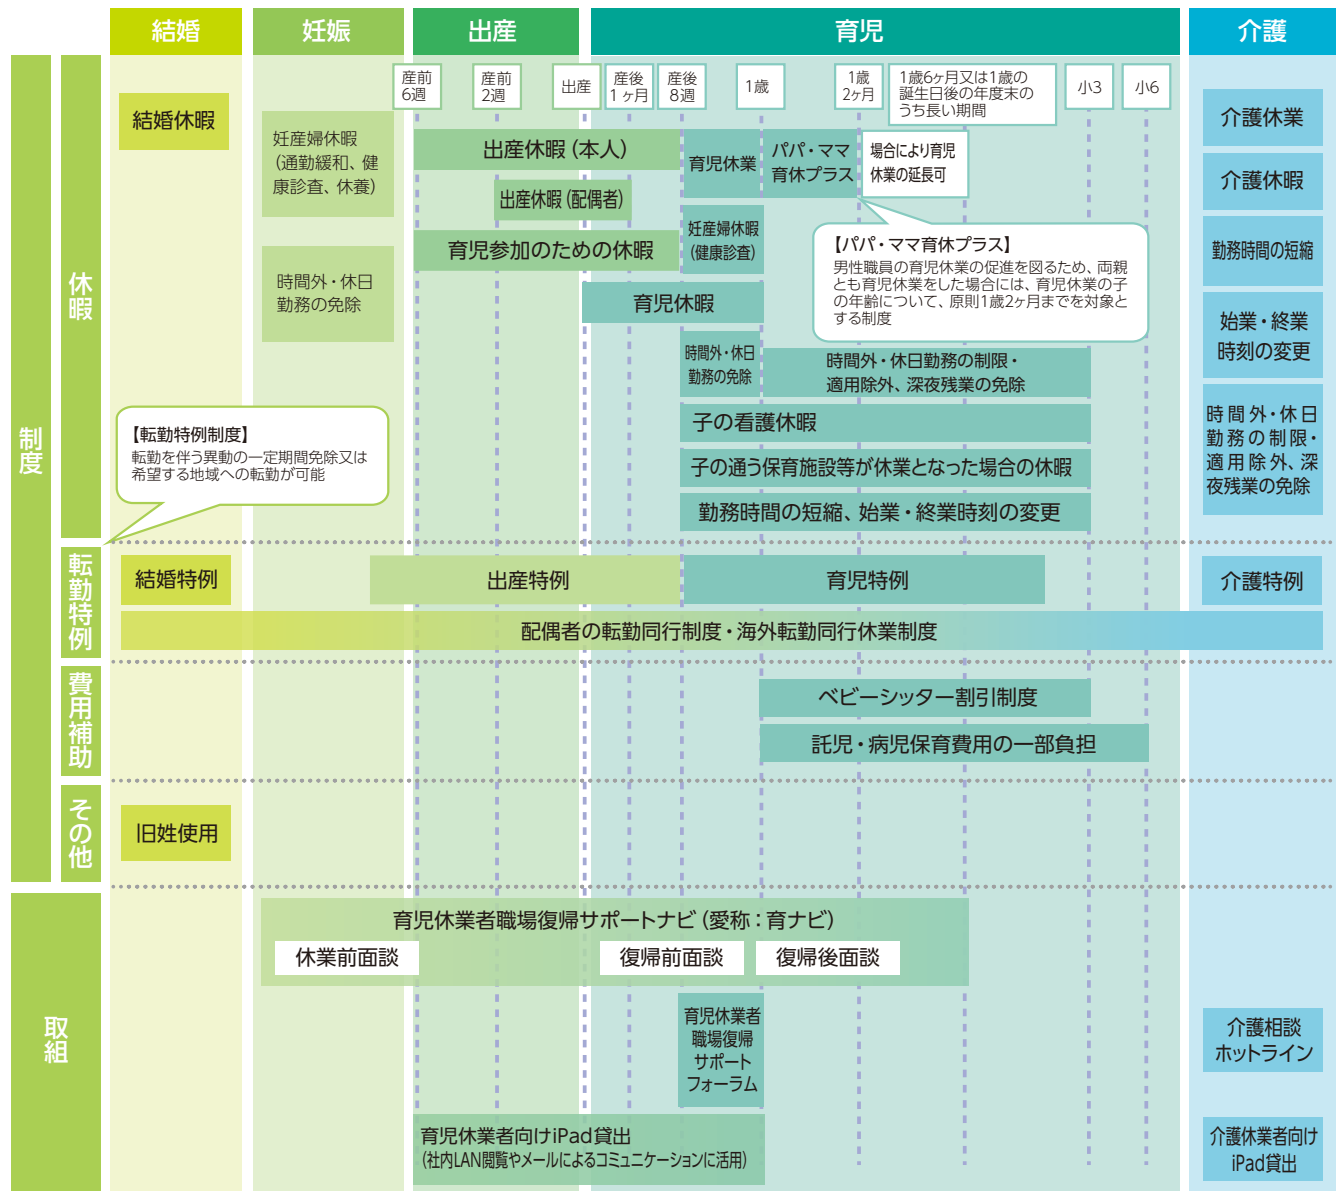 結婚
妊娠
出産
育児
介護
産前
6週
産前
2週
出産
産後
1ヶ月
産後
8週
1歳
1歳
2ヶ月
1歳6ヶ月又は1歳の
誕生日後の年度末の
うち長い期間
小3
小6
制度
休暇
結婚休暇
妊産婦休暇
(通勤緩和、健
康診査、休養)
時間外・休日
勤務の免除
出産休暇(本人)
出産休暇(配偶者)
育児参加のための休暇
育児休暇
育児休業
パパ・ママ
育休プラス
場合により育児
休業の延長可
妊産婦休暇
(健康診査)
【パパ・ママ育休プラス】
男性職員の育児休業の促進を図るため、両親
とも育児休業をした場合には、育児休業の子
の年齢について、原則1歳2ヶ月までを対象と
する制度
時間外・休日
勤務の免除
時間外・休日勤務の制限・
適用除外、深夜残業の免除
子の看護休暇
子の通う保育施設等が休業となった場合の休暇
勤務時間の短縮、始業・終業時刻の変更
介護休業
介護休暇
勤務時間の短縮
始業・終業
時刻の変更
時間外・休日
勤務の制限・
適用除外、深
夜残業の免除
【転勤特例制度】
転勤を伴う異動の一定期間免除又は
希望する地域への転勤が可能
転勤特例
結婚特例
出産特例
育児特例
介護特例
配偶者の転勤同行制度・海外転勤同行休業制度
費用補助
ベビーシッター割引制度
託児・病児保育費用の一部負担
その他
旧姓使用
取組
育児休業者職場復帰サポートナビ(愛称:育ナビ)
休業前面談
復帰前面談
復帰後面談
育児休業者
職場復帰
サポート
フォーラム
育児休業者向けiPad貸出
(社内LAN閲覧やメールによるコミュニケーションに活用)
介護相談
ホットライン
介護休業者向け
iPad貸出